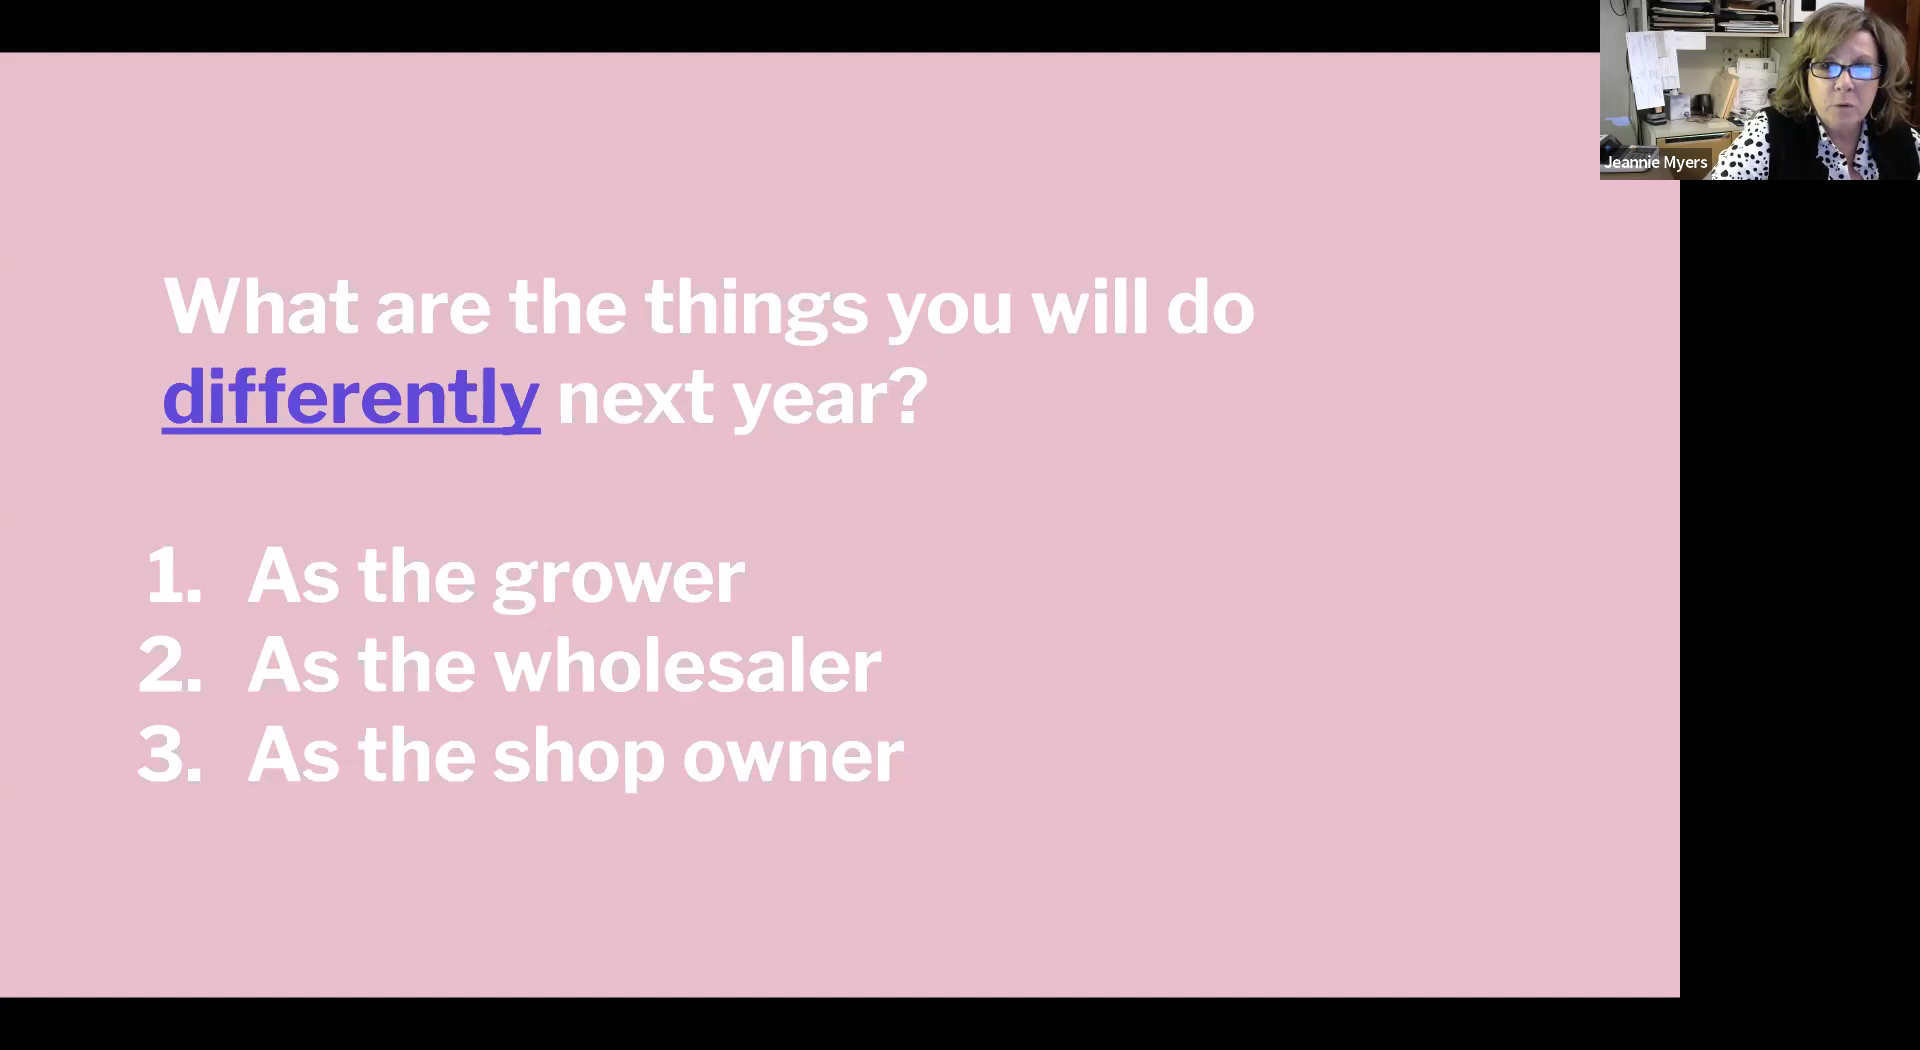 What are the things you will do
differently next year?
1. As the grower
2. As the wholesaler
3. As the shop owner
Jeannie Myers